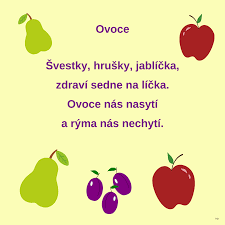 Ovoce
Švestky, hrušky, jablíčka,
zdraví sedne na líčka.
Ovoce nás nasytí
a rýma nás nechytí.